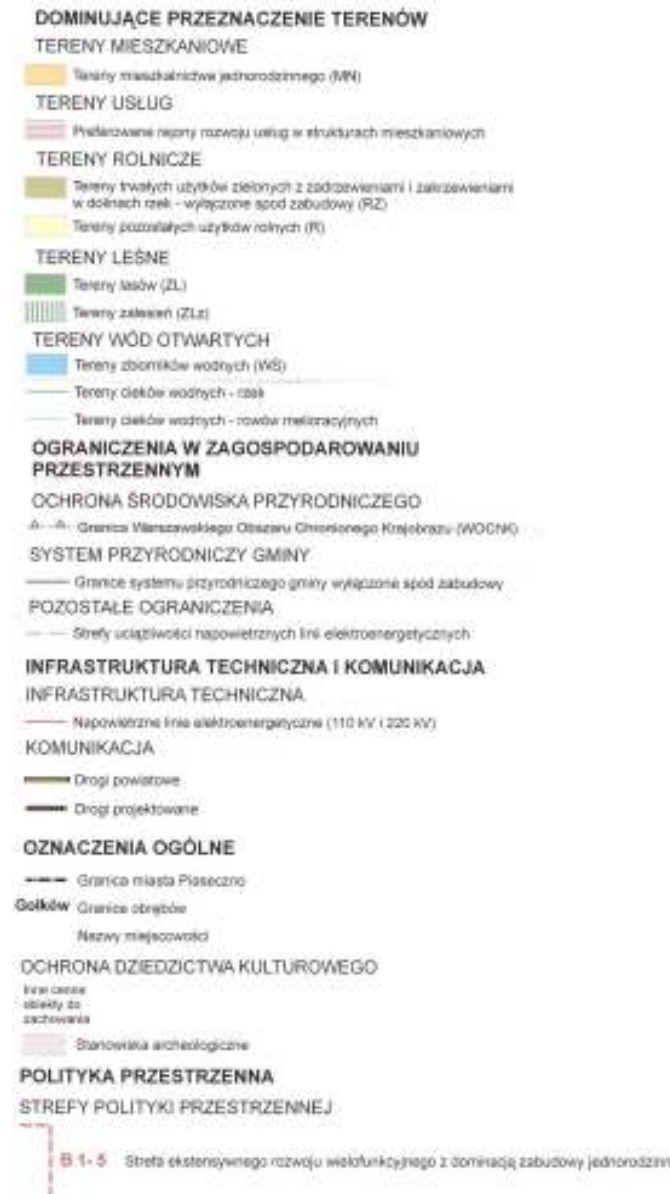 DOMINUJĄCE PRZEZNACZENIE TERENÓW
TERENY MIESZKANIOWE
Tereny mieszkalnictwa jednorodzinnego (MN)
TERENY USŁUG
Preferowane rejony rozwoju usług w strukturach mieszkaniowych
TERENY ROLNICZE
Tereny trwałych użytków zielonych z zadrzewieniami i zakrzewieniami
w dolinach rzek - wyłączone spod zabudowy (RZ)
Tereny pozostałych użytków rolnych (R)
TERENY LEŚNE
Tereny lasów (ZL)
Tereny zalesień (ZLz)
TERENY WÓD OTWARTYCH
Tereny zbiorników wodnych (WS)
Tereny cieków wodnych - rzek
Tereny cieków wodnych - rowów melioracyjnych
OGRANICZENIA W ZAGOSPODAROWANIU
PRZESTRZENNYM
OCHRONA ŚRODOWISKA PRZYRODNICZEGO
Granica Warszawskiego Obszaru Chronionego Krajobrazu (WOChK)
SYSTEM PRZYRODNICZY GMINY
Granice systemu przyrodniczego gminy wyłączone spod zabudowy
POZOSTAŁE OGRANICZENIA
Strefy uciążliwości napowietrznych linii elektroenergetycznych
INFRASTRUKTURA TECHNICZNA I KOMUNIKACJA
INFRASTRUKTURA TECHNICZNA
Napowietrzne linie elektroenergetyczne (110 kV i 220 kV)
KOMUNIKACJA
Drogi powiatowe
Drogi projektowane
OZNACZENIA OGÓLNE
Granica miasta Piaseczno
Gołków Granice obrębów
Nazwy miejscowości
OCHRONA DZIEDZICTWA KULTUROWEGO
Inne cenne
obiekty do
zachowania
Stanowiska archeologiczne
POLITYKA PRZESTRZENNA
STREFY POLITYKI PRZESTRZENNEJ
B 1- 5 Strefa ekstensywnego rozwoju wielofunkcyjnego z dominacją zabudowy jednorodzinn